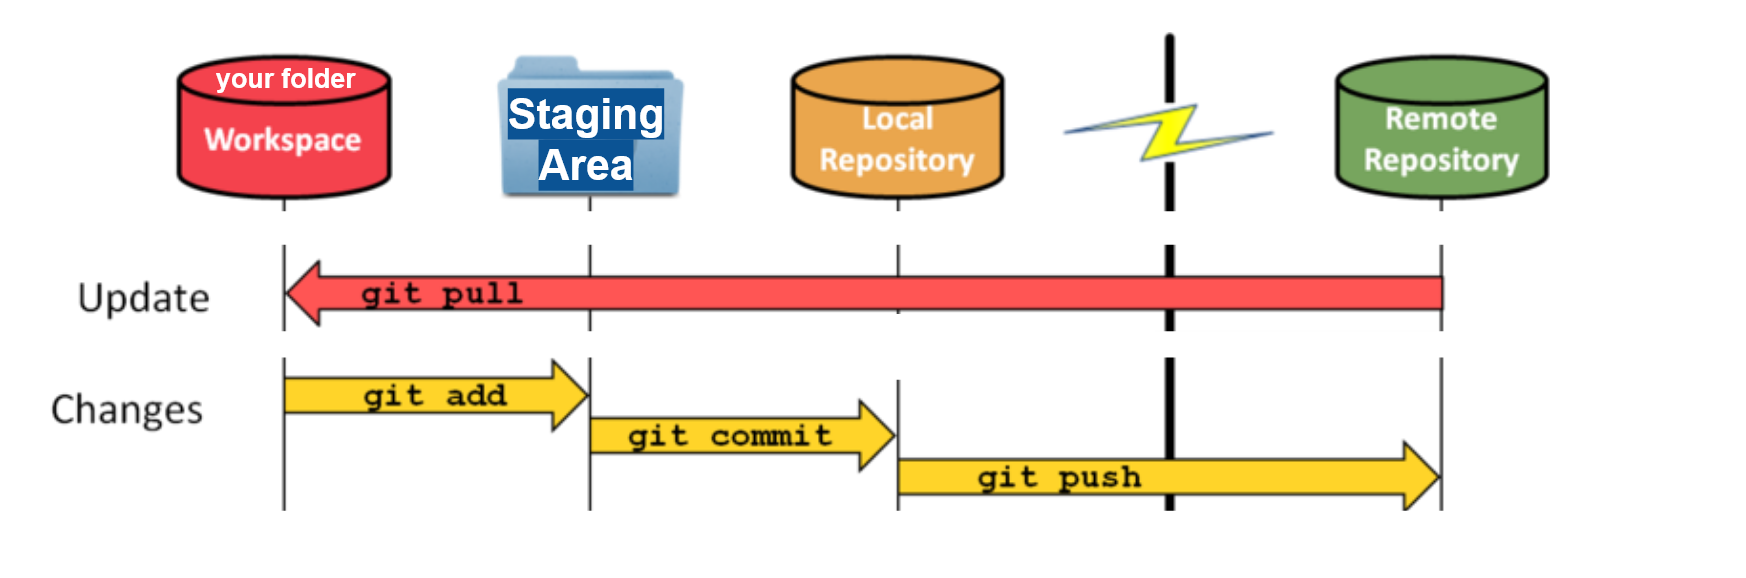 your folder
Workspace
Staging
Area
Local
Repository
Remote
Repository
Update
git pull
Changes
git add
git commit
git push